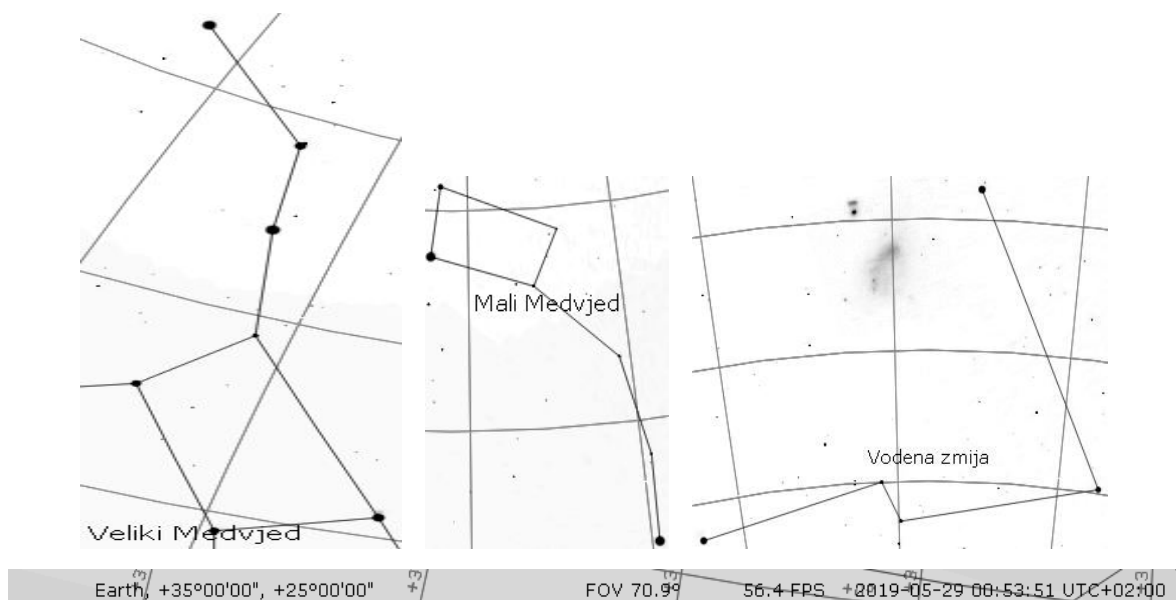 Mali Medvjed
Vodena zmija
Veliki Medvjed
Earth, +35°00'00", +25°00'00" FOV 70.9° 56.4 FPS 2019-05-29 00:53:51 UTC+02:00